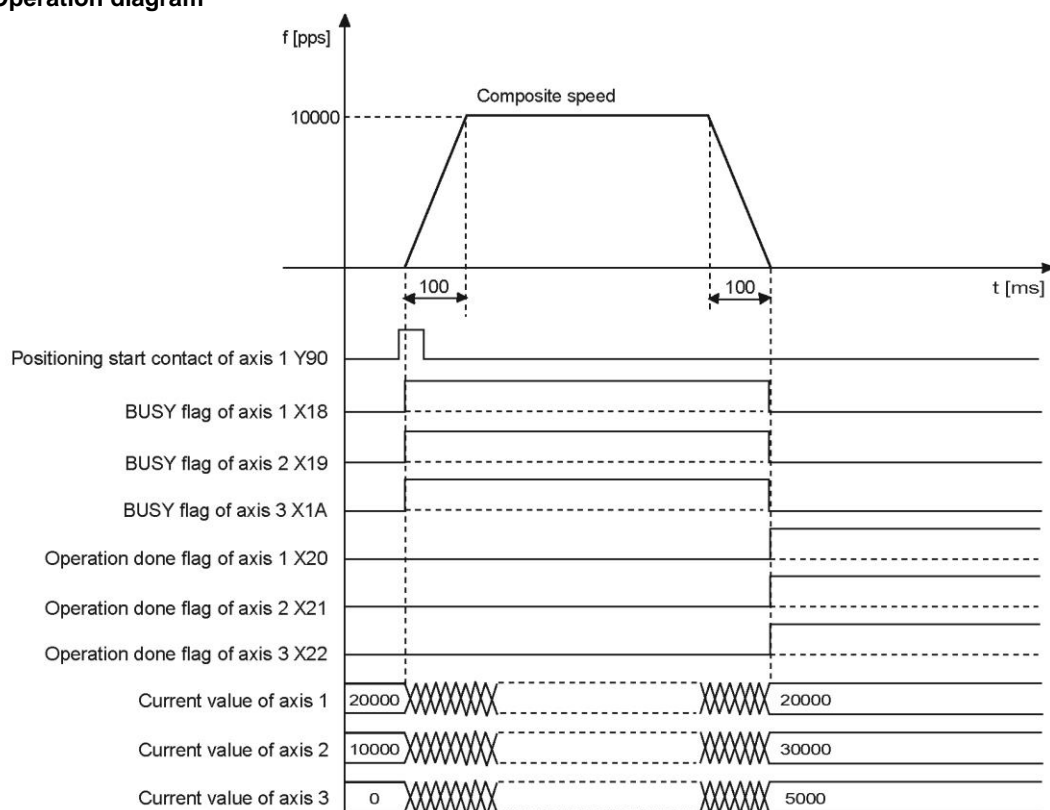 Operation diagram
f [pps]
Composite speed
10000
100
100
t [ms]
Positioning start contact of axis 1 Y90
BUSY flag of axis 1 X18
BUSY flag of axis 2 X19
BUSY flag of axis 3 X1A
Operation done flag of axis 1 X20
Operation done flag of axis 2 X21
Operation done flag of axis 3 X22
Current value of axis 1 20000 20000
Current value of axis 2 10000 30000
Current value of axis 3 0 5000